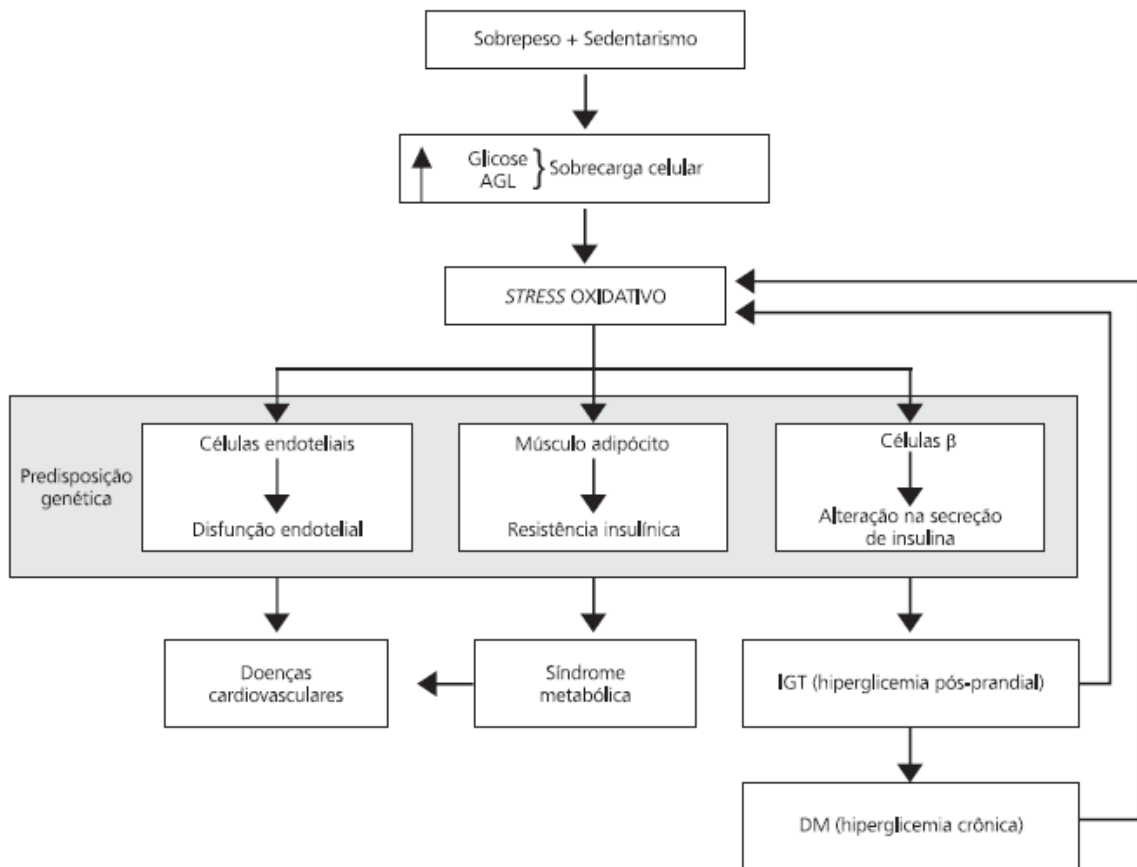 Sobrepeso + Sedentarismo
Glicose
AGL
} Sobrecarga celular
STRESS OXIDATIVO
Predisposição
genética
Células endoteliais
Disfunção endotelial
Músculo adipócito
Resistência insulínica
Células β
Alteração na secreção
de insulina
Doenças
cardiovasculares
Síndrome
metabólica
IGT (hiperglicemia pós-prandial)
DM (hiperglicemia crônica)